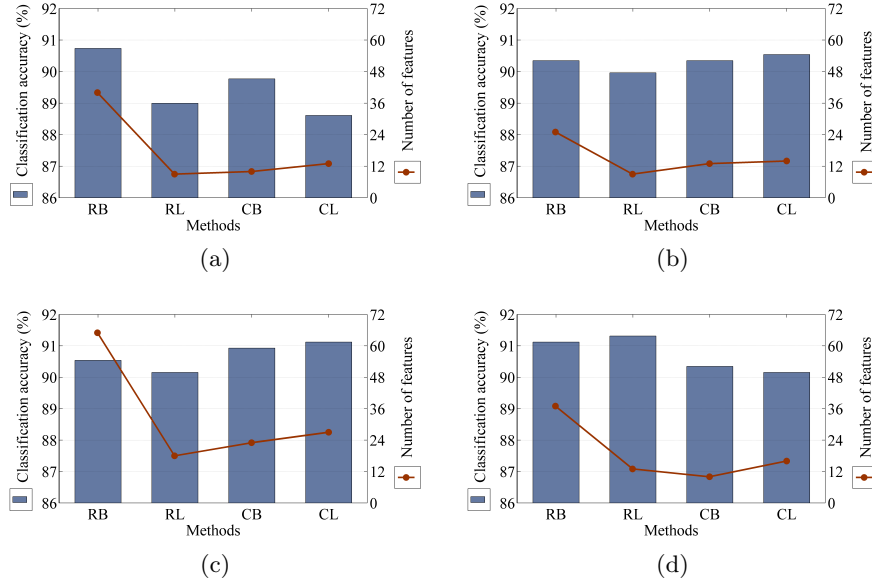 Classification accuracy (%)
92
91
90
89
88
87
86
72
60
48
36
24
12
0
Number of features
RB RL CB CL
Methods
(a)
Classification accuracy (%)
92
91
90
89
88
87
86
72
60
48
36
24
12
0
Number of features
RB RL CB CL
Methods
(b)
Classification accuracy (%)
92
91
90
89
88
87
86
72
60
48
36
24
12
0
Number of features
RB RL CB CL
Methods
(c)
Classification accuracy (%)
92
91
90
89
88
87
86
72
60
48
36
24
12
0
Number of features
RB RL CB CL
Methods
(d)